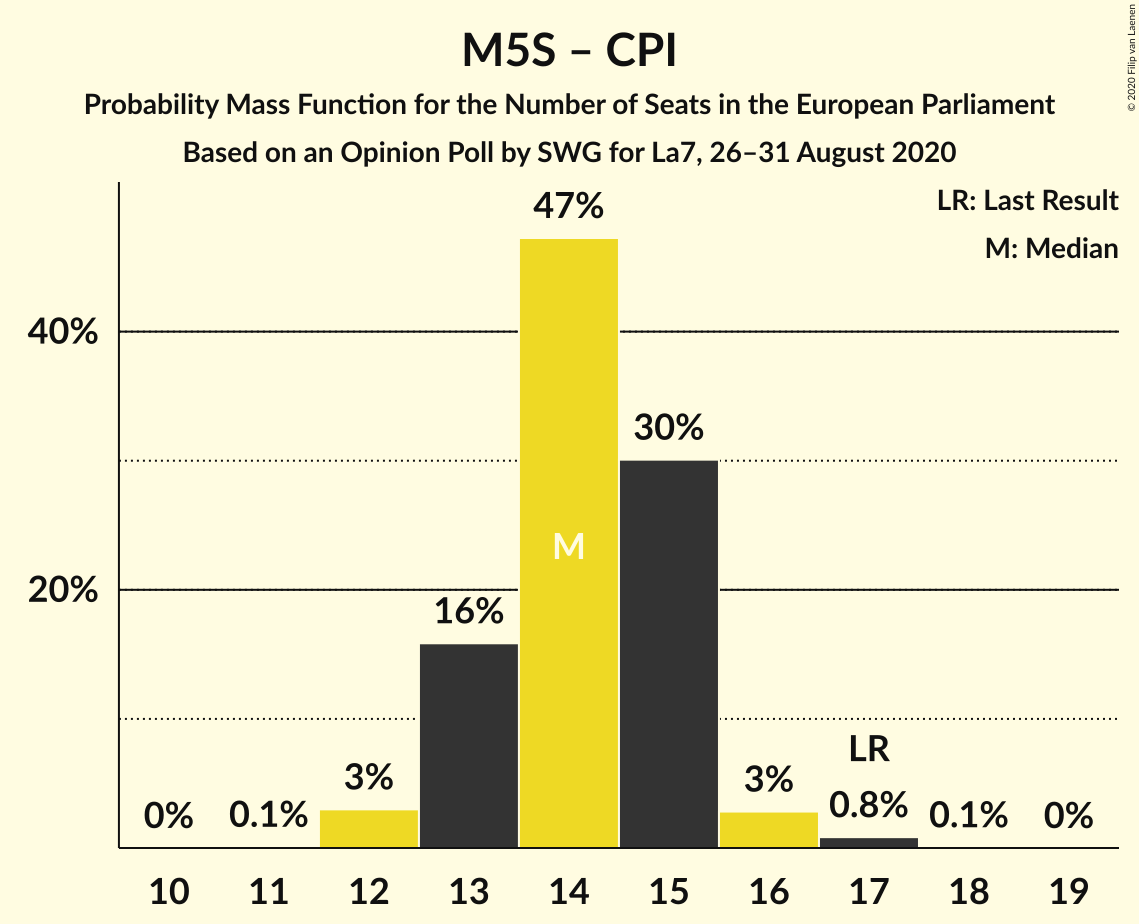 M5S – CPI
Probability Mass Function for the Number of Seats in the European Parliament
Based on an Opinion Poll by SWG for La7, 26–31 August 2020
© 2020 Filip van Laenen
LR: Last Result
M: Median
47%
40%
30%
M
20%
16%
LR
3%
3%
0.8%
0%
0.1%
0.1%
0%
10 11 12 13 14 15 16 17 18 19